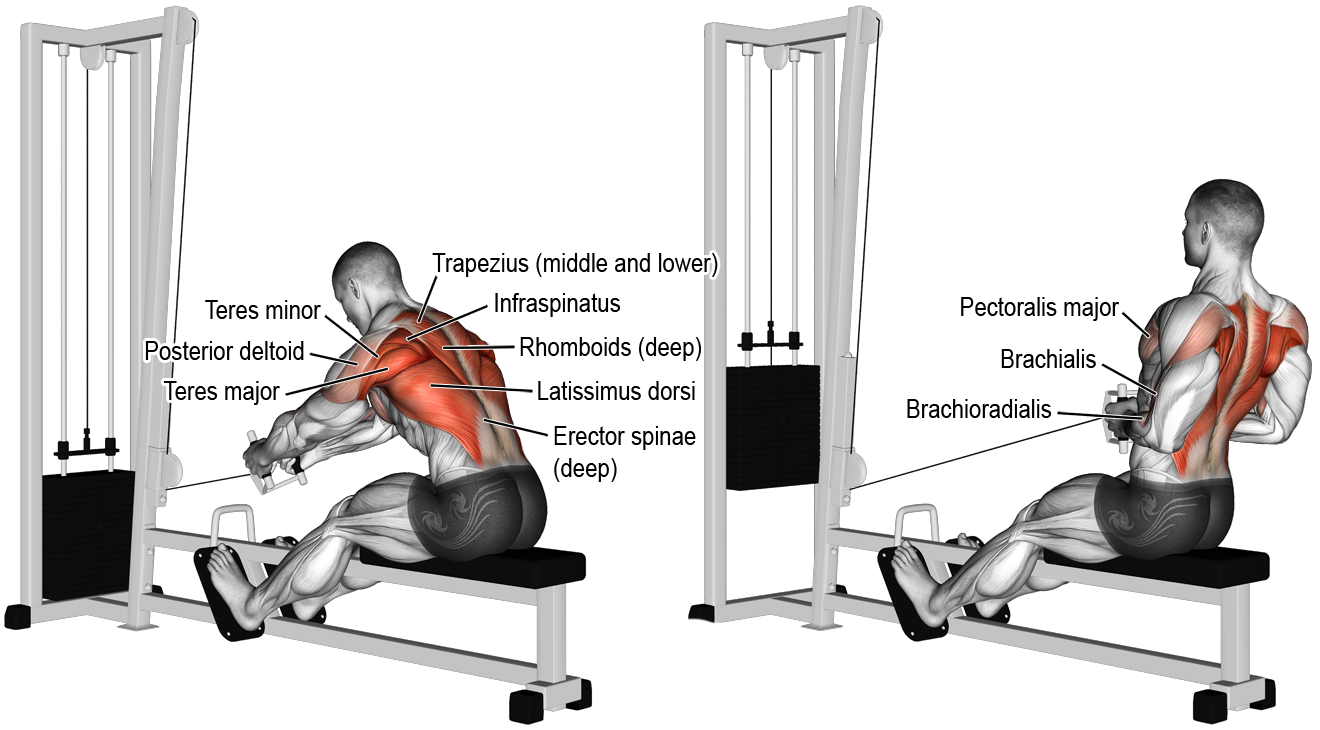 Trapezius (middle and lower)
Infraspinatus
Teres minor
Rhomboids (deep)
Posterior deltoid
Teres major
Latissimus dorsi
Erector spinae
(deep)
Pectoralis major
Brachialis
Brachioradialis